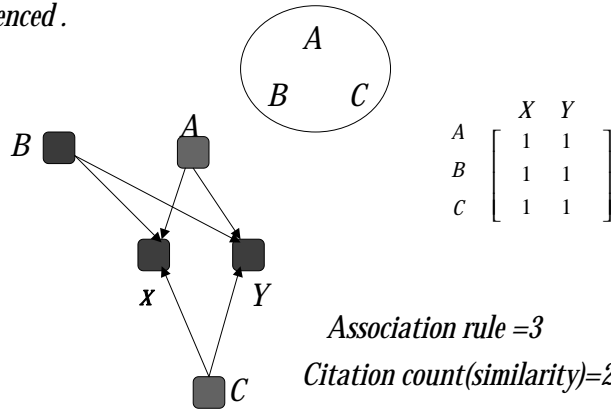 enced .
A
B C
B A
X Y
A 1 1
B 1 1
C 1 1
x Y
Association rule =3
C Citation count(similarity)=2